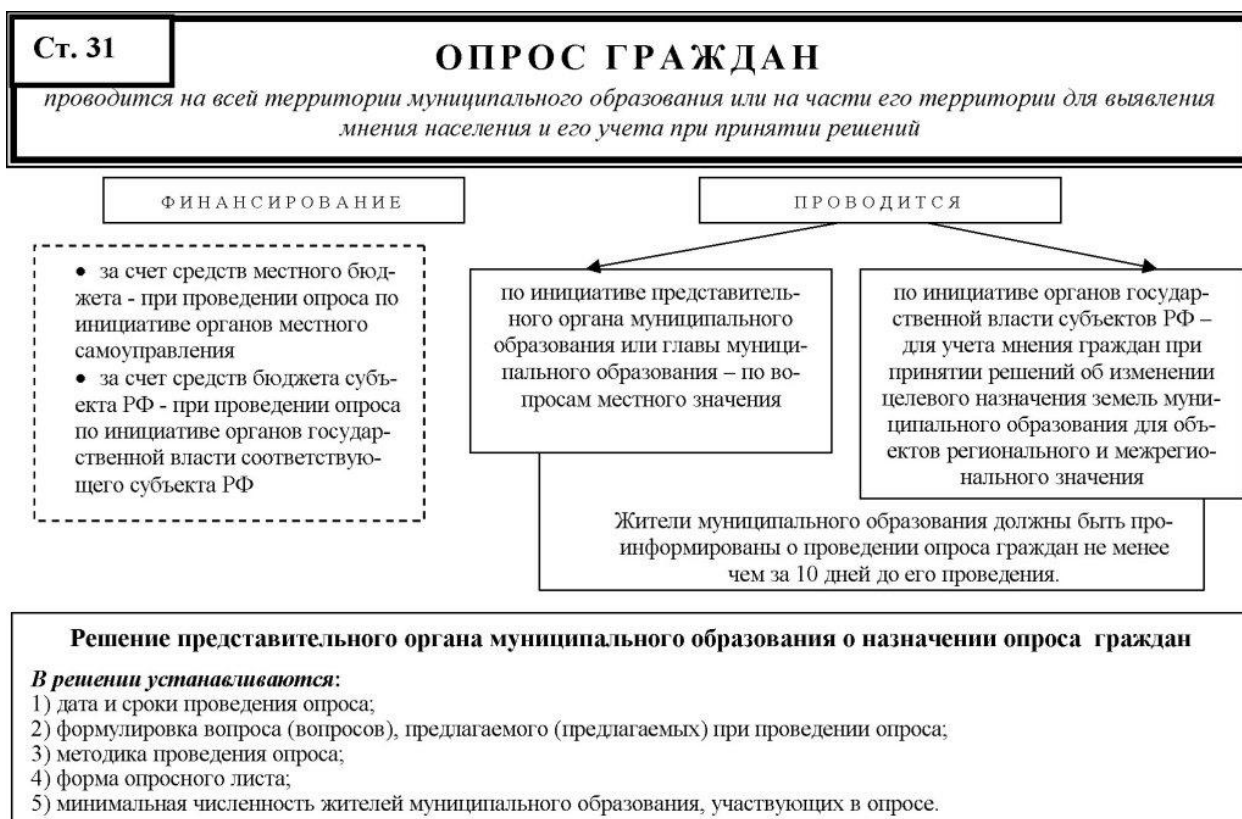 Ст. 31
ОПРОС ГРАЖДАН
проводится на всей территории муниципального образования или на части его территории для выявления
мнения населения и его учета при принятии решений
ФИНАНСИРОВАНИЕ
• за счет средств местного бюд-
жета - при проведении опроса по
инициативе органов местного
самоуправления
• за счет средств бюджета субъ-
екта РФ - при проведении опроса
по инициативе органов государ-
ственной власти соответствую-
щего субъекта РФ
ПРОВОДИТСЯ
по инициативе представитель-
ного органа муниципального
образования или главы муници-
пального образования – по во-
просам местного значения
по инициативе органов государ-
ственной власти субъектов РФ –
для учета мнения граждан при
принятии решений об изменении
целевого назначения земель муни-
ципального образования для объ-
ектов регионального и межрегио-
нального значения
Жители муниципального образования должны быть про-
информированы о проведении опроса граждан не менее
чем за 10 дней до его проведения.
Решение представительного органа муниципального образования о назначении опроса граждан
В решении устанавливаются:
1) дата и сроки проведения опроса;
2) формулировка вопроса (вопросов), предлагаемого (предлагаемых) при проведении опроса;
3) методика проведения опроса;
4) форма опросного листа;
5) минимальная численность жителей муниципального образования, участвующих в опросе.